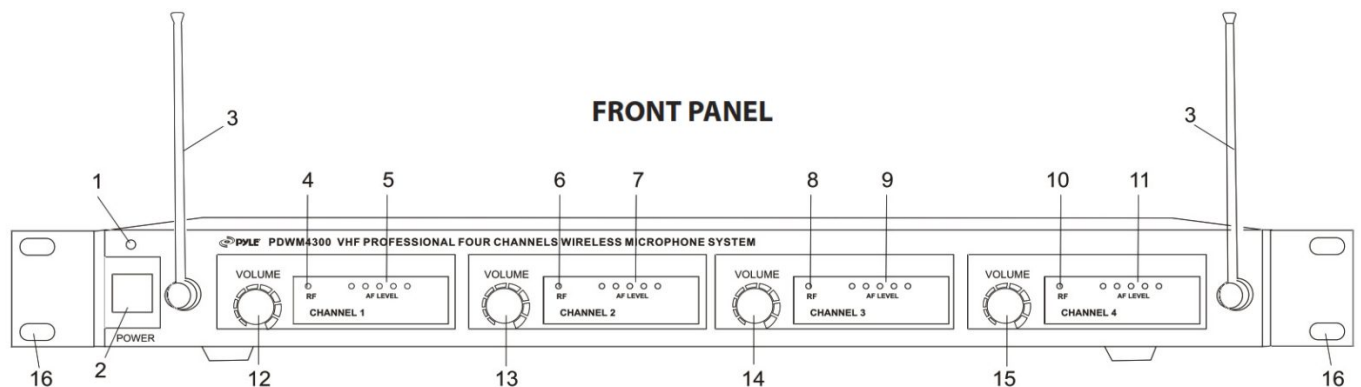 FRONT PANEL
3
3
1
4
5
6
7
8
9
10
11
PYLE PDWM4300 VHF PROFESSIONAL FOUR CHANNELS WIRELESS MICROPHONE SYSTEM
VOLUME
RF
AF LEVEL
CHANNEL 1
VOLUME
RF
AF LEVEL
CHANNEL 2
VOLUME
RF
AF LEVEL
CHANNEL 3
VOLUME
RF
AF LEVEL
CHANNEL 4
POWER
16
2
12
13
14
15
16